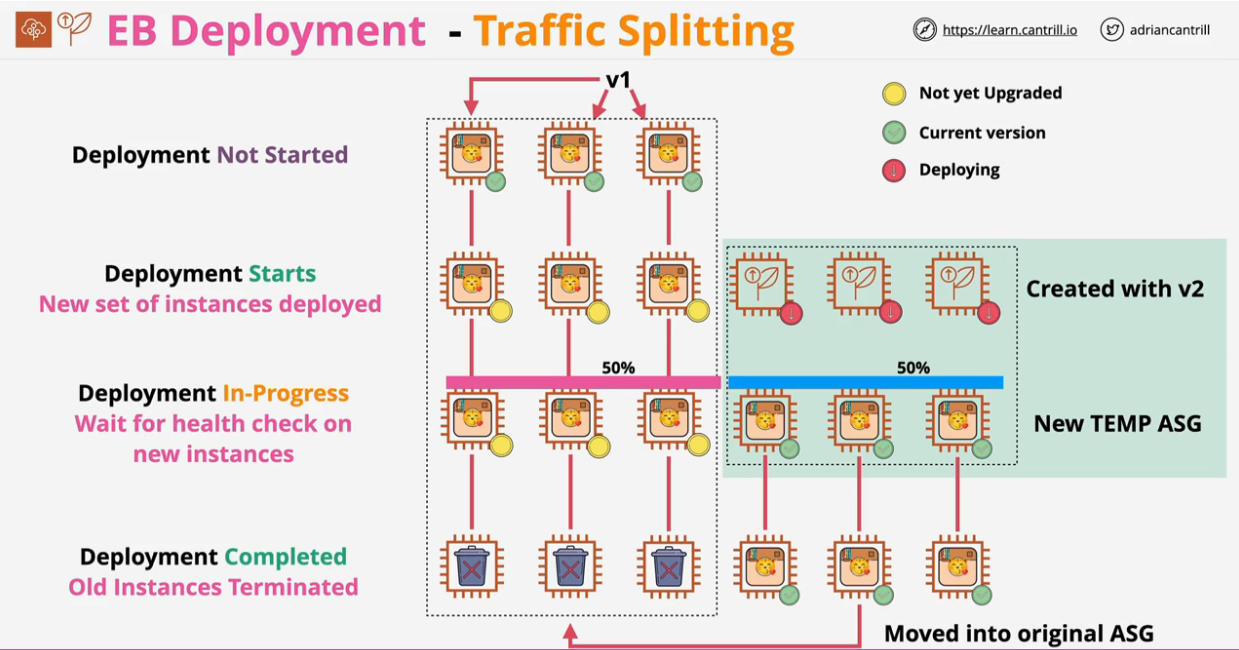 EB Deployment - Traffic Splitting
https://learn.cantrill.io
adriancantrill
v1
Not yet Upgraded
Current version
Deploying
Deployment Not Started
Deployment Starts
New set of instances deployed
Created with v2
50%
50%
Deployment In-Progress
Wait for health check on
new instances
New TEMP ASG
Deployment Completed
Old Instances Terminated
Moved into original ASG